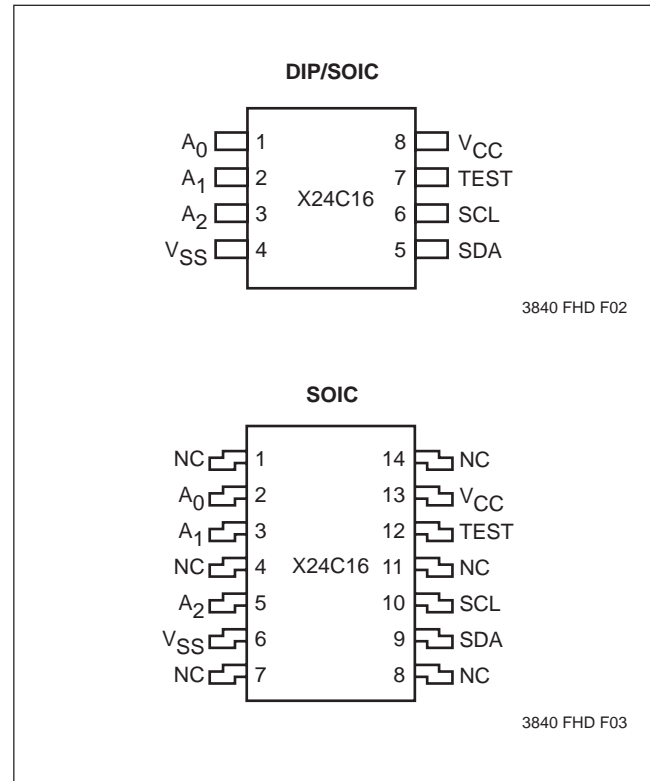 DIP/SOIC
A0 1 8 VCC
A1 2 7 TEST
X24C16
A2 3 6 SCL
VSS 4 5 SDA
3840 FHD F02
SOIC
NC 1 14 NC
A0 2 13 VCC
A1 3 12 TEST
NC 4 X24C16 11 NC
A2 5 10 SCL
VSS 6 9 SDA
NC 7 8 NC
3840 FHD F03